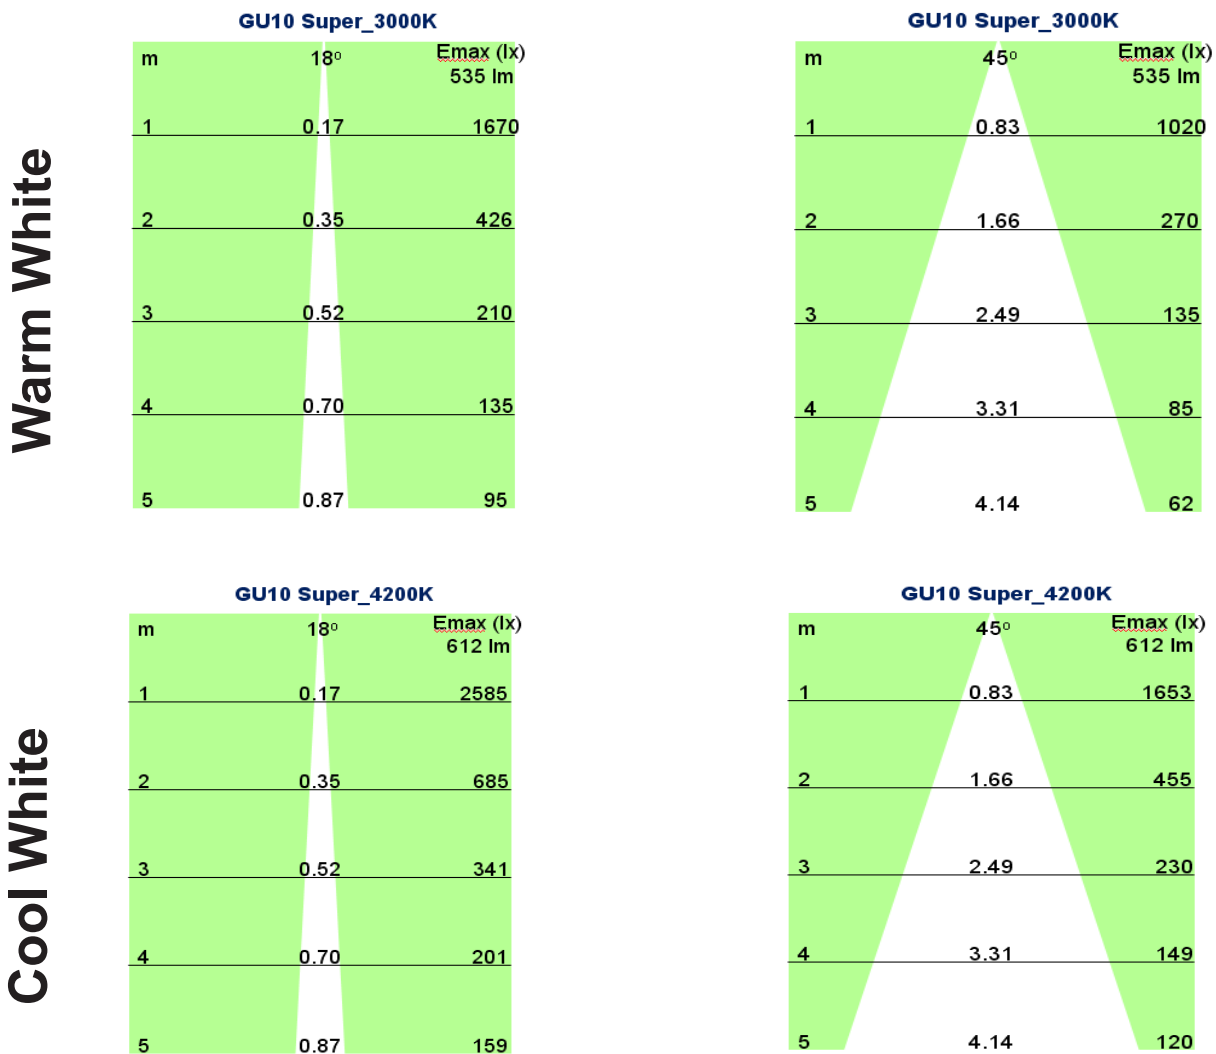 Warm White
GU10 Super_3000K
m 18° Emax (lx)
535 lm
1 0.17 1670
2 0.35 426
3 0.52 210
4 0.70 135
5 0.87 95
GU10 Super_3000K
m 45° Emax (lx)
535 lm
1 0.83 1020
2 1.66 270
3 2.49 135
4 3.31 85
5 4.14 62
Cool White
GU10 Super_4200K
m 18° Emax (lx)
612 lm
1 0.17 2585
2 0.35 685
3 0.52 341
4 0.70 201
5 0.87 159
GU10 Super_4200K
m 45° Emax (lx)
612 lm
1 0.83 1653
2 1.66 455
3 2.49 230
4 3.31 149
5 4.14 120